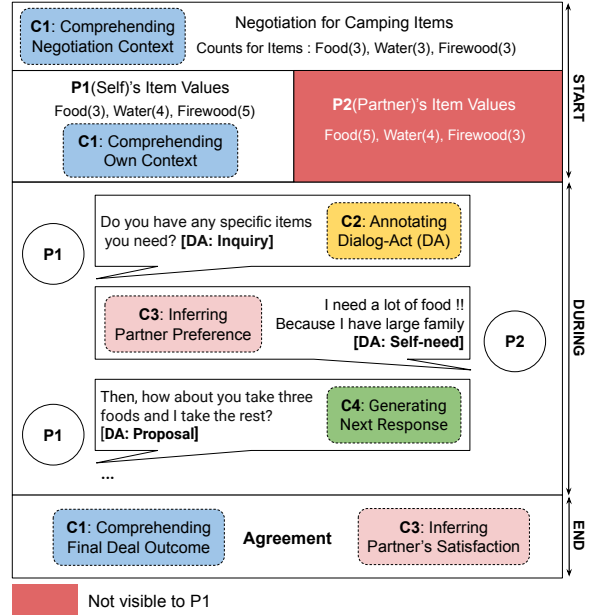 C1: Comprehending
Negotiation Context
Negotiation for Camping Items
Counts for Items : Food(3), Water(3), Firewood(3)
START
P1(Self)'s Item Values
Food(3), Water(4), Firewood(5)
C1: Comprehending
Own Context
P2(Partner)'s Item Values
Food(5), Water(4), Firewood(3)
DURING
P1
Do you have any specific items
you need? [DA: Inquiry]
C2: Annotating
Dialog-Act (DA)
C3: Inferring
Partner Preference
I need a lot of food !!
Because I have large family
[DA: Self-need]
P2
P1
Then, how about you take three
foods and I take the rest?
[DA: Proposal]
C4: Generating
Next Response
...
END
C1: Comprehending
Final Deal Outcome
Agreement
C3: Inferring
Partner's Satisfaction
Not visible to P1